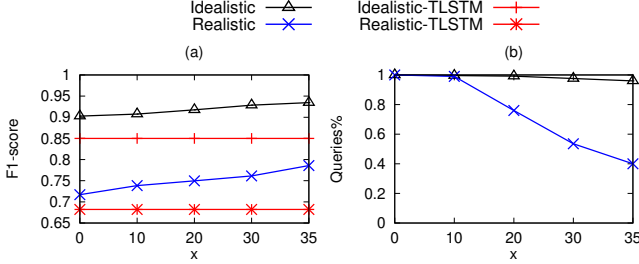 Idealistic Idealistic-TLSTM
Realistic Realistic-TLSTM
(a) (b)
1
0.95
0.9
0.85
0.8
0.75
0.7
0.65
F1-score
0 10 20 30 35
x
1
0.8
0.6
0.4
0.2
0
Queries%
0 10 20 30 35
x